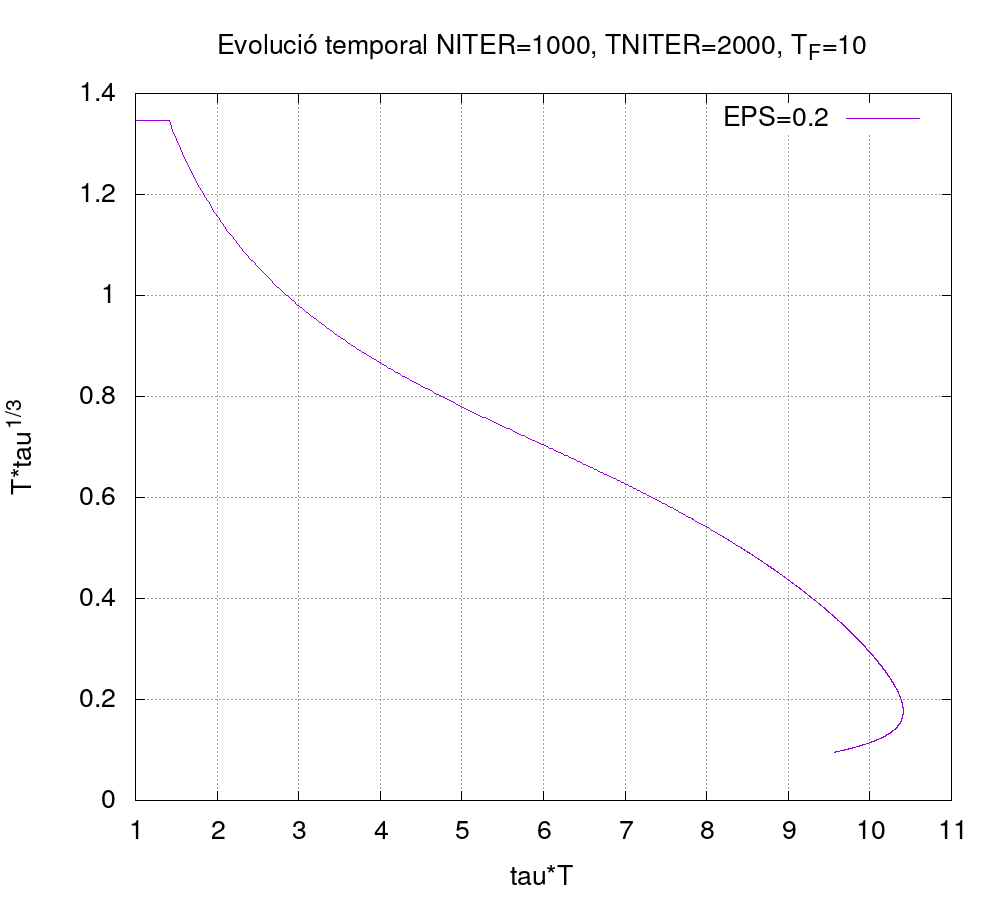 Evolució temporal NITER=1000, TNITER=2000, T_F=10
EPS=0.2
1.4
1.2
1
0.8
0.6
0.4
0.2
0
T*tau^1/3
1 2 3 4 5 6 7 8 9 10 11
tau*T